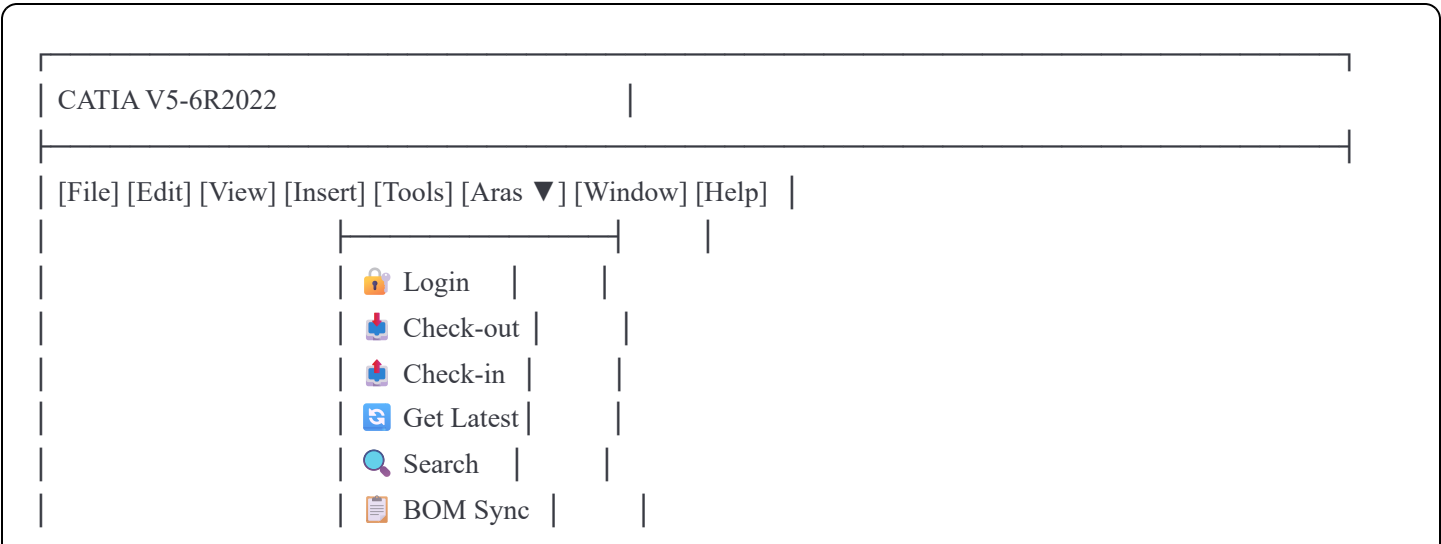 CATIA V5-6R2022
[File] [Edit] [View] [Insert] [Tools] [Aras ▼] [Window] [Help]
🔐 Login
📥 Check-out
📤 Check-in
🔄 Get Latest
🔍 Search
📋 BOM Sync